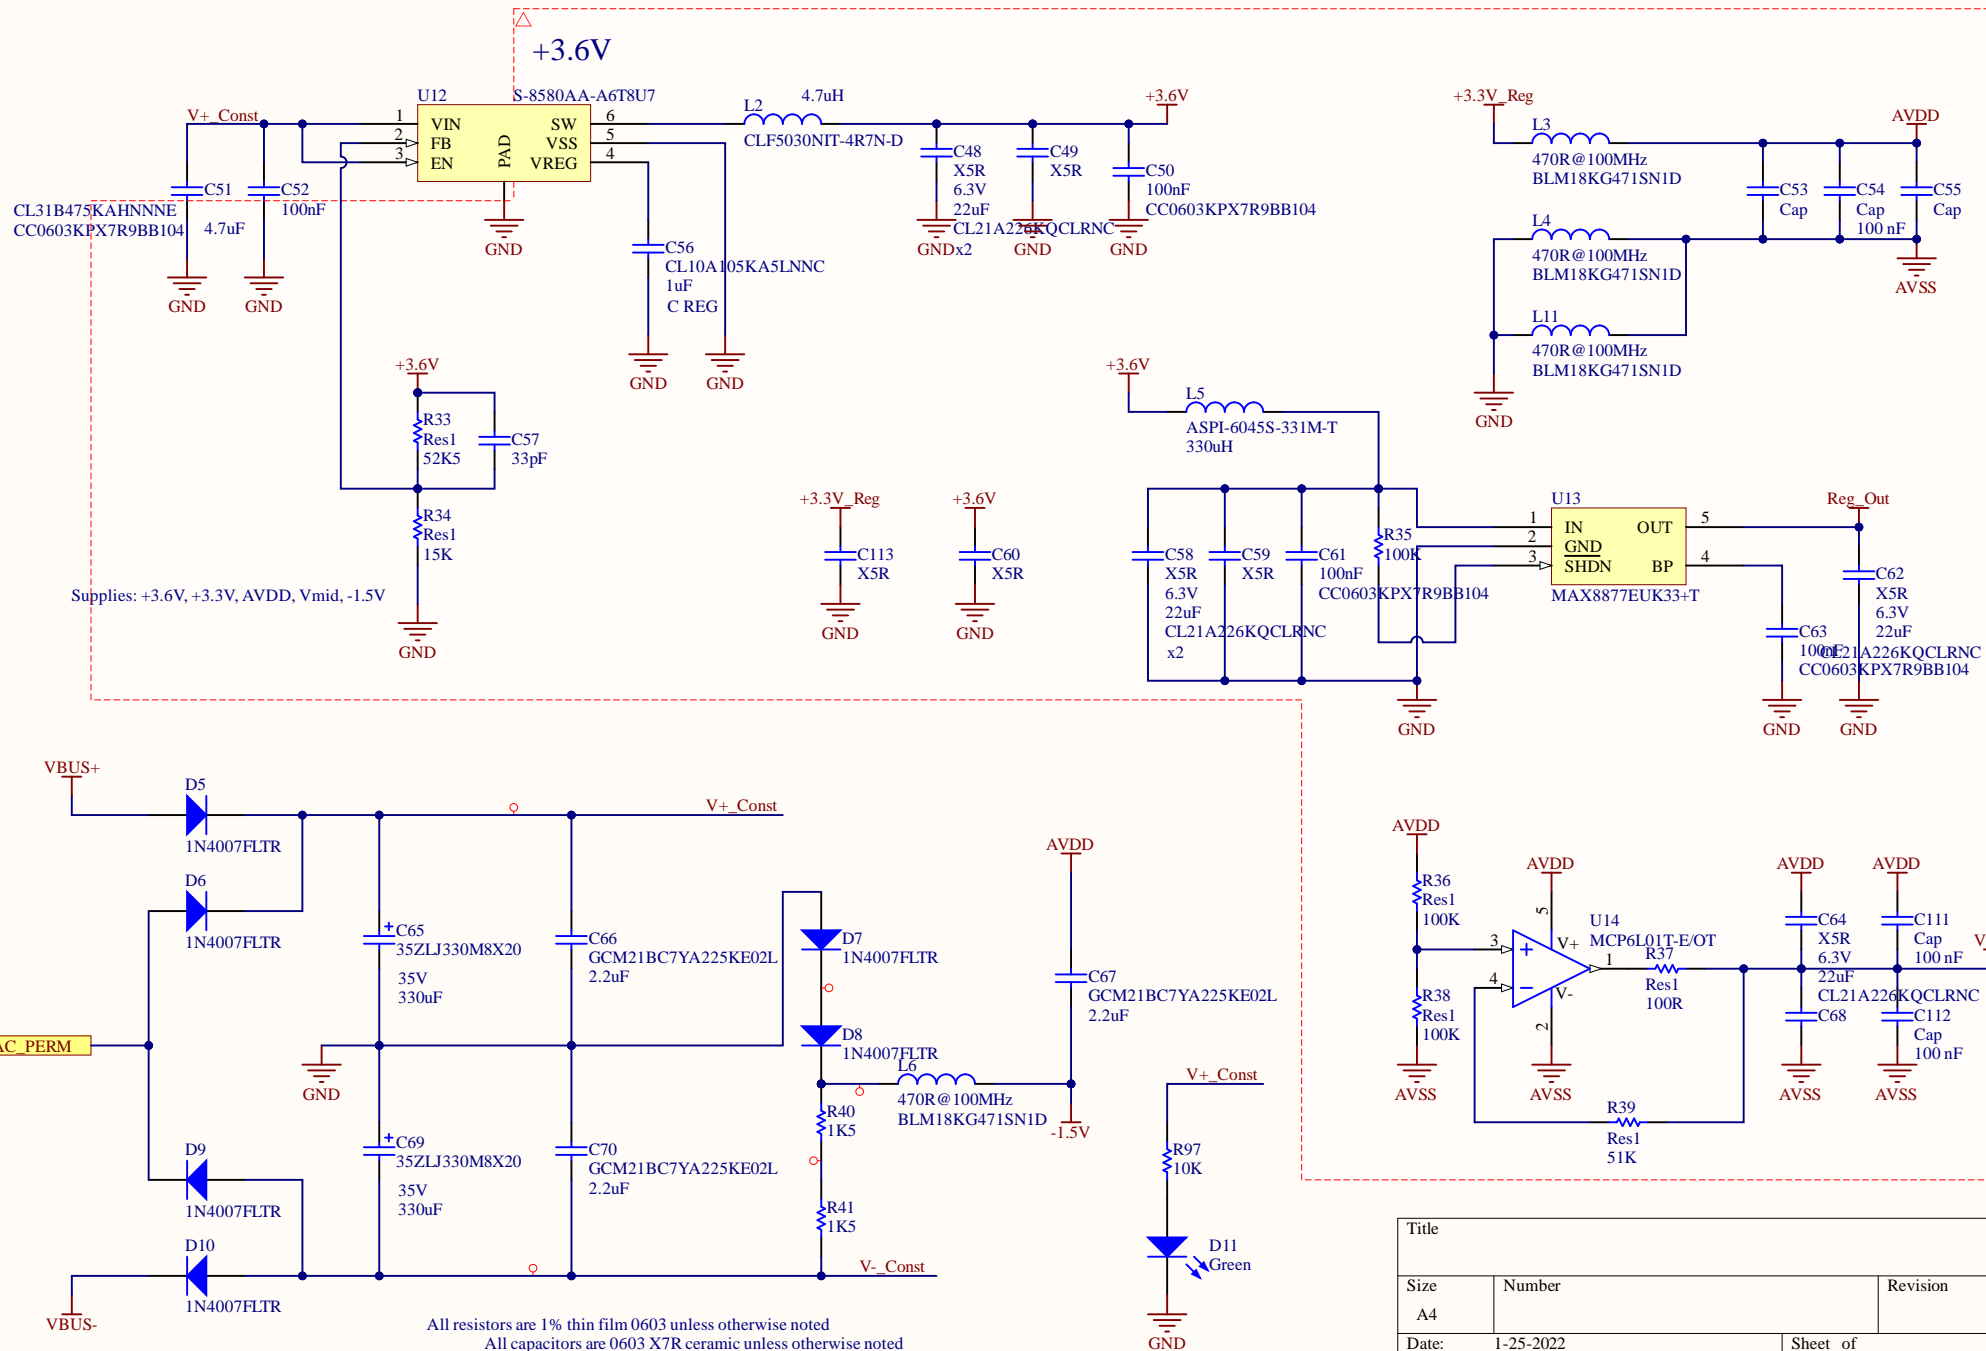 +3.6V
U12
S-8580AA-A6T8U7
V+_Const
1
2
3
VIN
FB
EN
PAD
SW
VSS
VREG
6
5
4
GND
L2
4.7uH
CLF5030NIT-4R7N-D
+3.6V
C48
X5R
6.3V
22uF
CL21A226KQCLRNC
x2
GND
C49
X5R
GND
C50
100nF
CC0603KPX7R9BB104
GND
C51
CL31B475KAHNNNE
CC0603KPX7R9BB104
4.7uF
GND
C52
100nF
GND
C56
CL10A105KA5LNNC
1uF
C REG
GND
GND
+3.3V_Reg
L3
470R@100MHz
BLM18KG471SN1D
L4
470R@100MHz
BLM18KG471SN1D
L11
470R@100MHz
BLM18KG471SN1D
GND
AVDD
C53
Cap
C54
Cap
100 nF
C55
Cap
AVSS
+3.6V
R33
Res1
52K5
C57
33pF
R34
Res1
15K
GND
Supplies: +3.6V, +3.3V, AVDD, Vmid, -1.5V
+3.3V_Reg
C113
X5R
GND
+3.6V
C60
X5R
GND
+3.6V
L5
ASPI-6045S-331M-T
330uH
C58
X5R
6.3V
22uF
CL21A226KQCLRNC
x2
C59
X5R
C61
100nF
CC0603KPX7R9BB104
R35
100K
GND
U13
1
2
3
IN
GND
SHDN
OUT
BP
5
4
MAX8877EUK33+T
Reg_Out
C62
X5R
6.3V
22uF
CL21A226KQCLRNC
GND
C63
100nF
CC0603KPX7R9BB104
GND
VBUS+
D5
1N4007FLTR
D6
1N4007FLTR
V+_Const
C65
35ZLJ330M8X20
35V
330uF
C66
GCM21BC7YA225KE02L
2.2uF
D7
1N4007FLTR
D8
1N4007FLTR
AC_PERM
GND
L6
470R@100MHz
BLM18KG471SN1D
AVDD
C67
GCM21BC7YA225KE02L
2.2uF
-1.5V
R40
1K5
R41
1K5
C69
35ZLJ330M8X20
35V
330uF
C70
GCM21BC7YA225KE02L
2.2uF
D9
1N4007FLTR
D10
1N4007FLTR
V-_Const
VBUS-
V+_Const
R97
10K
D11
Green
GND
AVDD
R36
Res1
100K
R38
Res1
100K
AVSS
AVDD
5
U14
MCP6L01T-E/OT
V+
V-
3
4
1
2
AVSS
R37
Res1
100R
R39
Res1
51K
AVDD
C64
X5R
6.3V
22uF
CL21A226KQCLRNC
C68
AVSS
AVDD
C111
Cap
100 nF
C112
Cap
100 nF
AVSS
All resistors are 1% thin film 0603 unless otherwise noted
All capacitors are 0603 X7R ceramic unless otherwise noted
Title
Size
Number
Revision
A4
Date:
1-25-2022
Sheet of